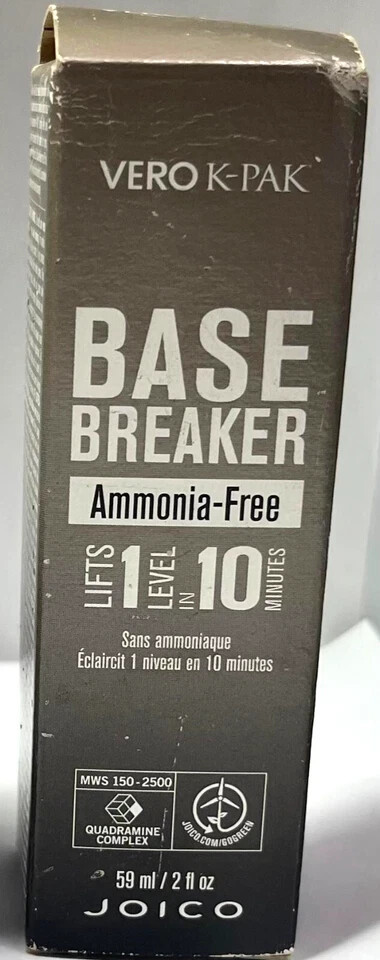 VERO K-PAK
BASE
BREAKER
Ammonia-Free
LIFTS 1 LEVEL IN 10 MINUTES
Sans ammoniaque
Éclaircit 1 niveau en 10 minutes
MWS 150-2500
QUADRAMINE
COMPLEX
JOICO.COM/GOGREEN
59 ml / 2 fl oz
JOICO